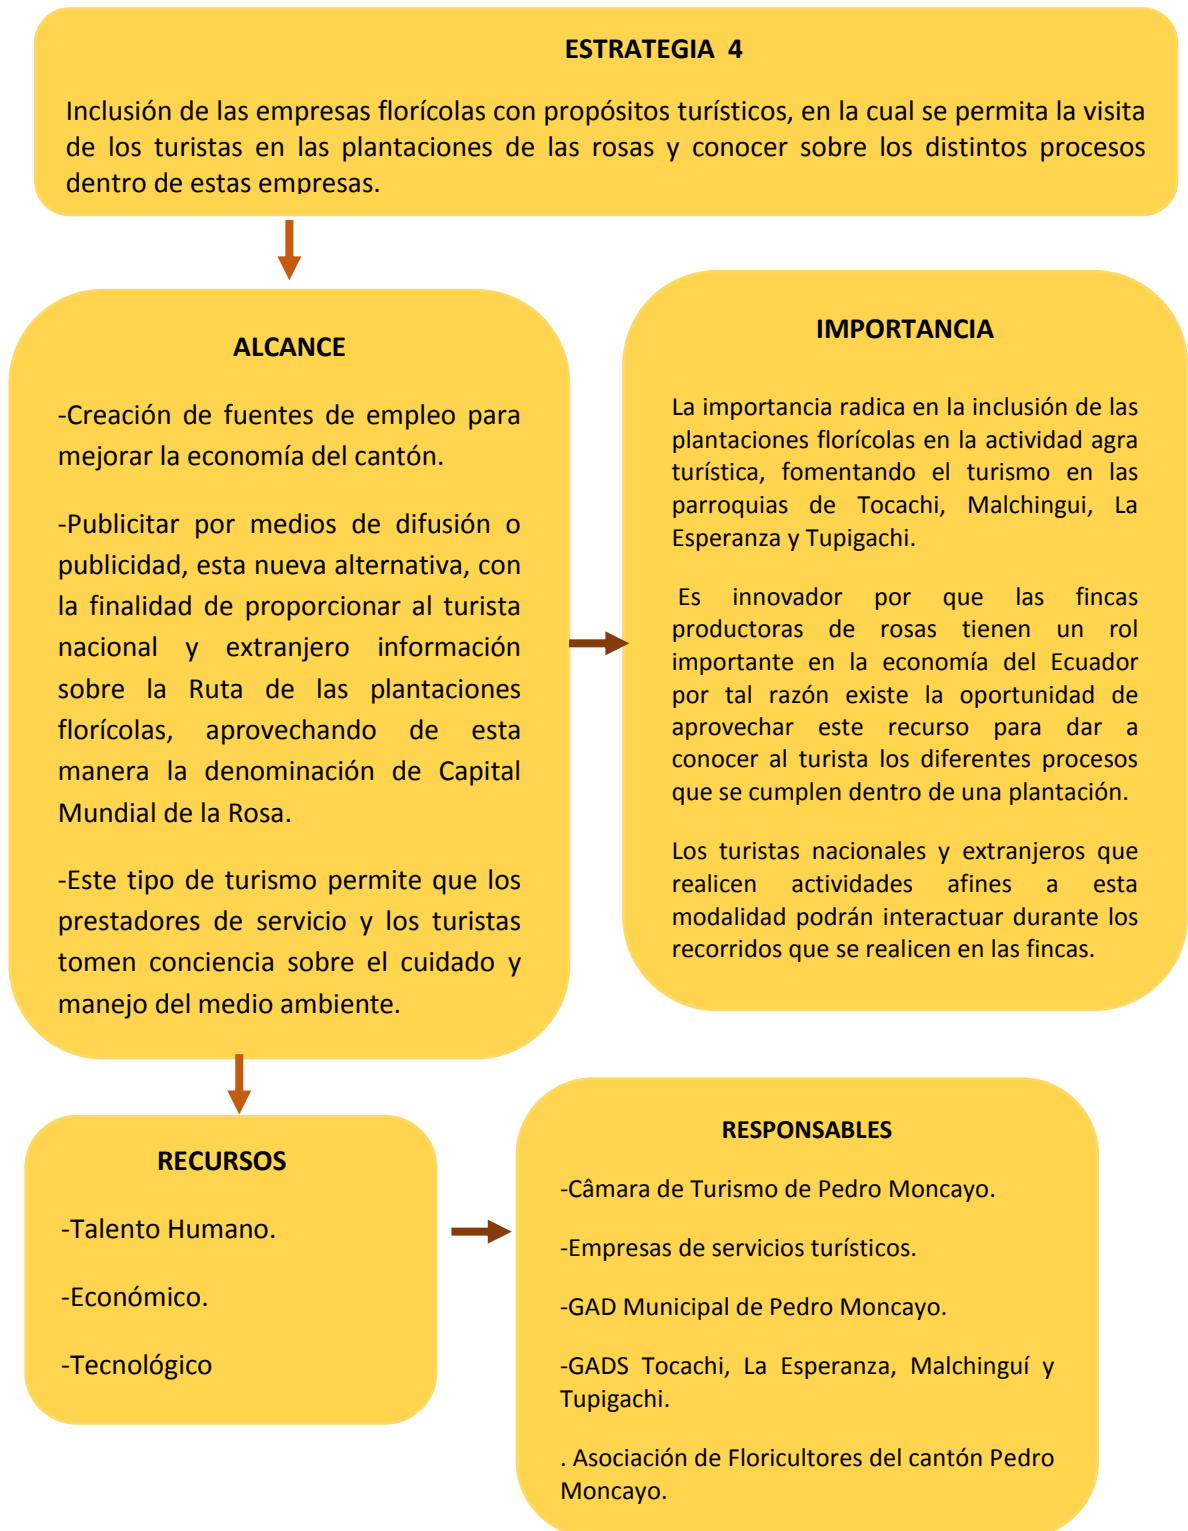 ESTRATEGIA 4
Inclusión de las empresas florícolas con propósitos turísticos, en la cual se permita la visita
de los turistas en las plantaciones de las rosas y conocer sobre los distintos procesos
dentro de estas empresas.
ALCANCE
-Creación de fuentes de empleo para
mejorar la economía del cantón.
-Publicitar por medios de difusión o
publicidad, esta nueva alternativa, con
la finalidad de proporcionar al turista
nacional y extranjero información
sobre la Ruta de las plantaciones
florícolas, aprovechando de esta
manera la denominación de Capital
Mundial de la Rosa.
-Este tipo de turismo permite que los
prestadores de servicio y los turistas
tomen conciencia sobre el cuidado y
manejo del medio ambiente.
IMPORTANCIA
La importancia radica en la inclusión de las
plantaciones florícolas en la actividad agra
turística, fomentando el turismo en las
parroquias de Tocachi, Malchingui, La
Esperanza y Tupigachi.
Es innovador por que las fincas
productoras de rosas tienen un rol
importante en la economía del Ecuador
por tal razón existe la oportunidad de
aprovechar este recurso para dar a
conocer al turista los diferentes procesos
que se cumplen dentro de una plantación.
Los turistas nacionales y extranjeros que
realicen actividades afines a esta
modalidad podrán interactuar durante los
recorridos que se realicen en las fincas.
RECURSOS
-Talento Humano.
-Económico.
-Tecnológico
RESPONSABLES
-Câmara de Turismo de Pedro Moncayo.
-Empresas de servicios turísticos.
-GAD Municipal de Pedro Moncayo.
-GADS Tocachi, La Esperanza, Malchinguí y
Tupigachi.
. Asociación de Floricultores del cantón Pedro
Moncayo.